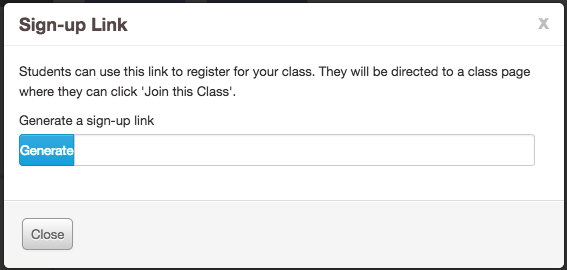 Sign-up Link
x
Students can use this link to register for your class. They will be directed to a class page
where they can click 'Join this Class'.
Generate a sign-up link
Generate
Close